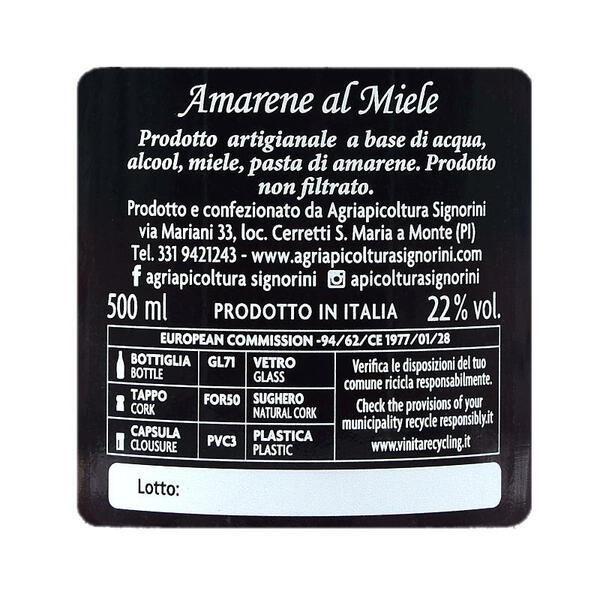 Amarene al Miele
Prodotto artigianale a base di acqua,
alcool, miele, pasta di amarene. Prodotto
non filtrato.
Prodotto e confezionato da Agriapicoltura Signorini
via Mariani 33, loc. Cerretti S. Maria a Monte (PI)
Tel. 331 9421243 - www.agriapicolturasignorini.com
f agriapicoltura signorini apicolturasignorini
500 ml PRODOTTO IN ITALIA 22% vol.
EUROPEAN COMMISSION -94/62/CE 1977/01/28
BOTTIGLIA
BOTTLE
GL71
VETRO
GLASS
TAPPO
CORK
FOR50
SUGHERO
NATURAL CORK
CAPSULA
CLOUSURE
PVC3
PLASTICA
PLASTIC
Verifica le disposizioni del tuo
comune ricicla responsabilmente.
Check the provisions of your
municipality recycle responsibly.it
www.vinitarecycling.it
Lotto: